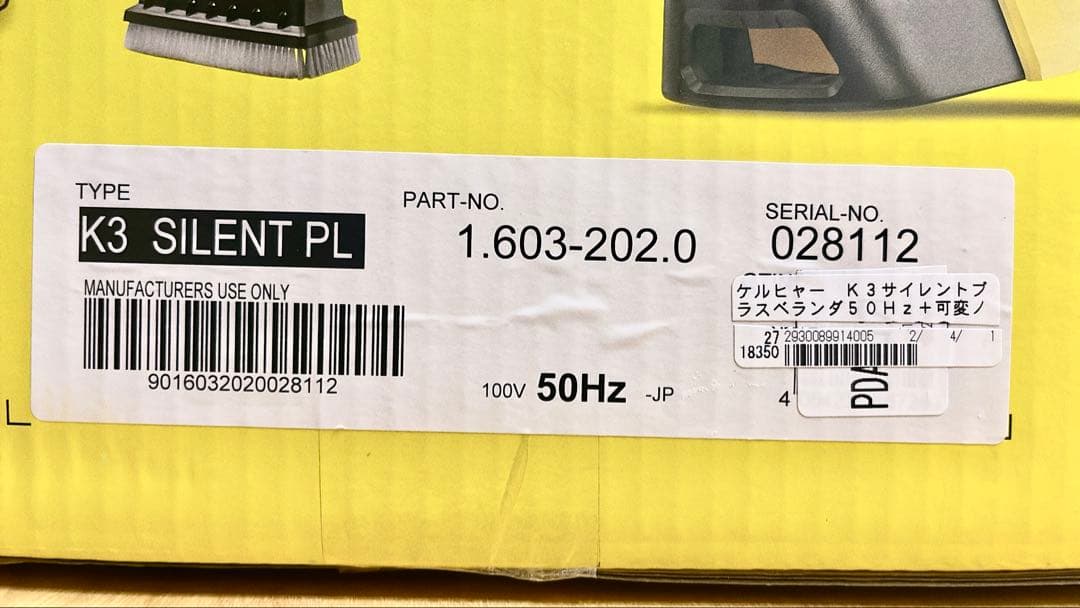 TYPE
K3 SILENT PL
PART-NO.
1.603-202.0
SERIAL-NO.
028112
MANUFACTURERS USE ONLY
9016032020028112
100V 50Hz -JP
ケルヒャー K3サイレントプ
ラスベランダ50Hz+可変ノ
27 2930089914005 2/ 4/ 1
18350
4
PDA